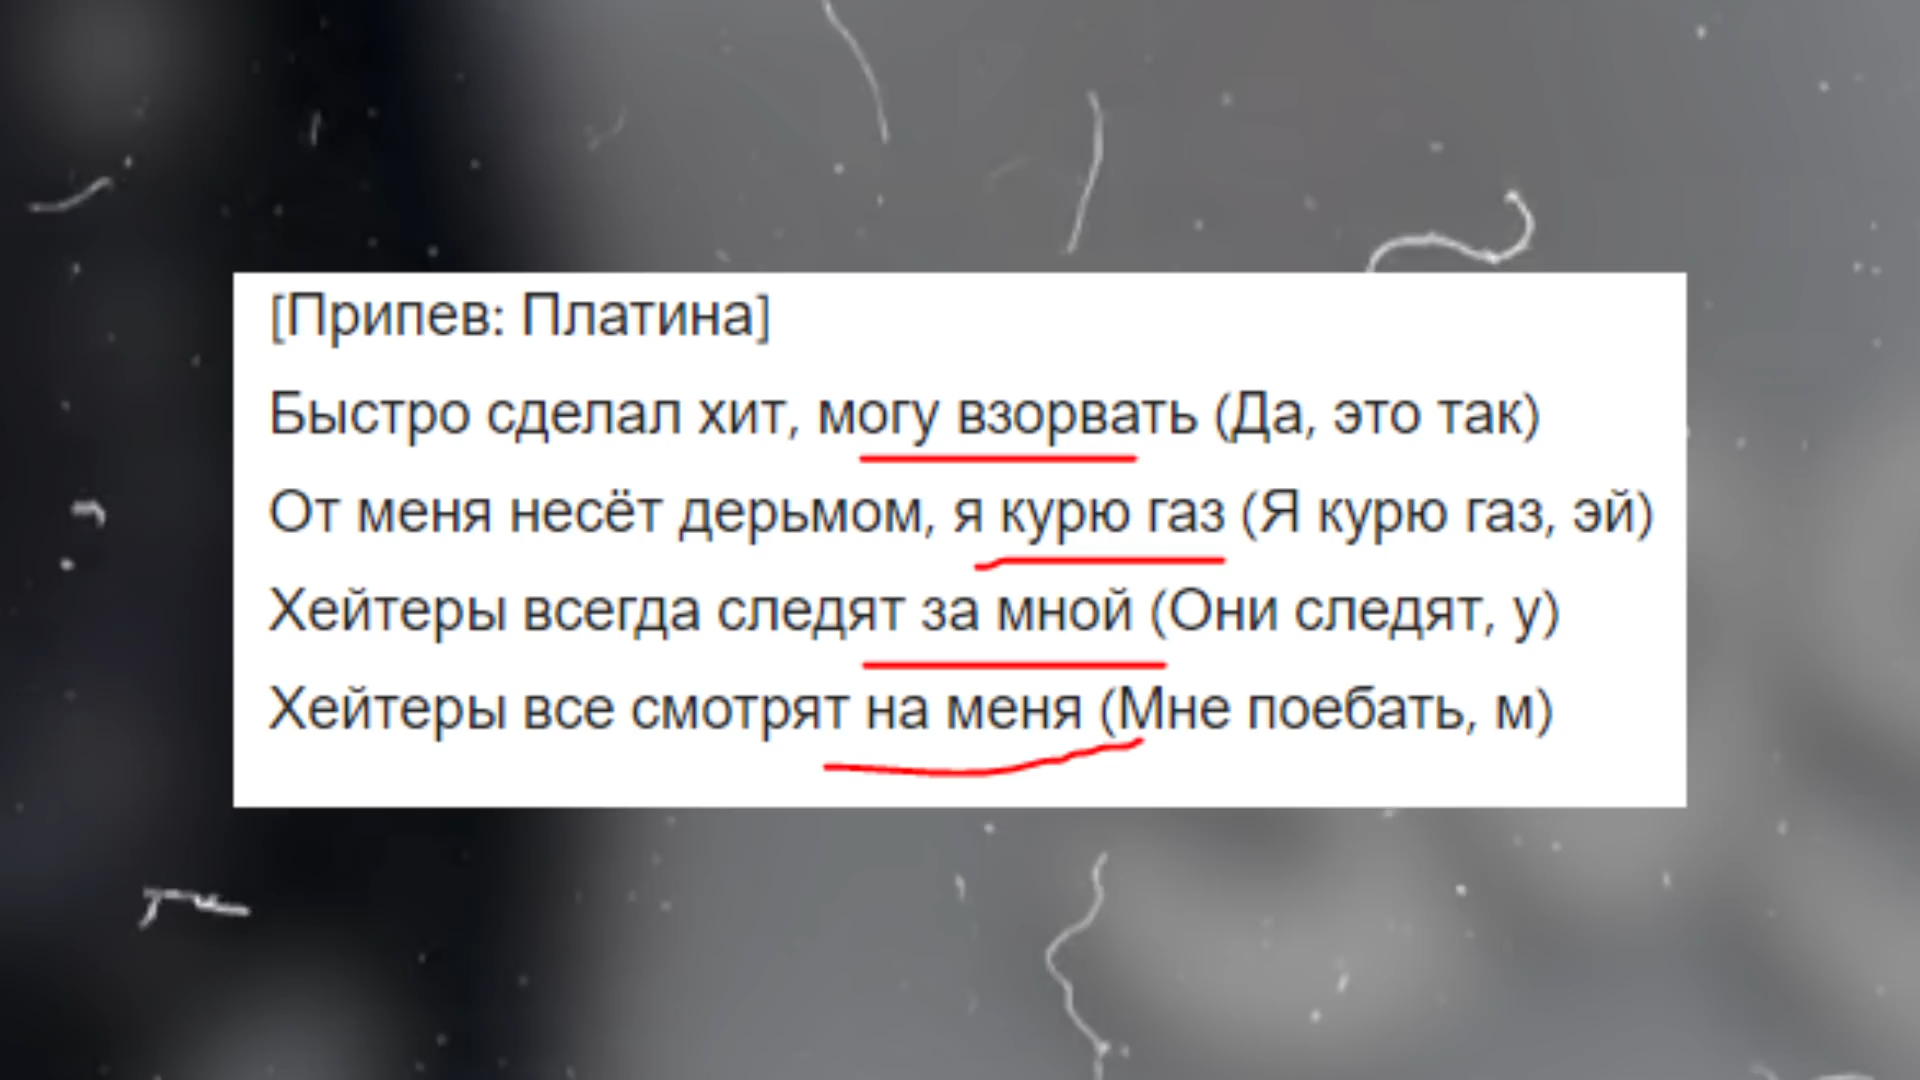 [Припев: Платина]
Быстро сделал хит, могу взорвать (Да, это так)
От меня несёт дерьмом, я курю газ (Я курю газ, эй)
Хейтеры всегда следят за мной (Они следят, у)
Хейтеры все смотрят на меня (Мне поебать, м)